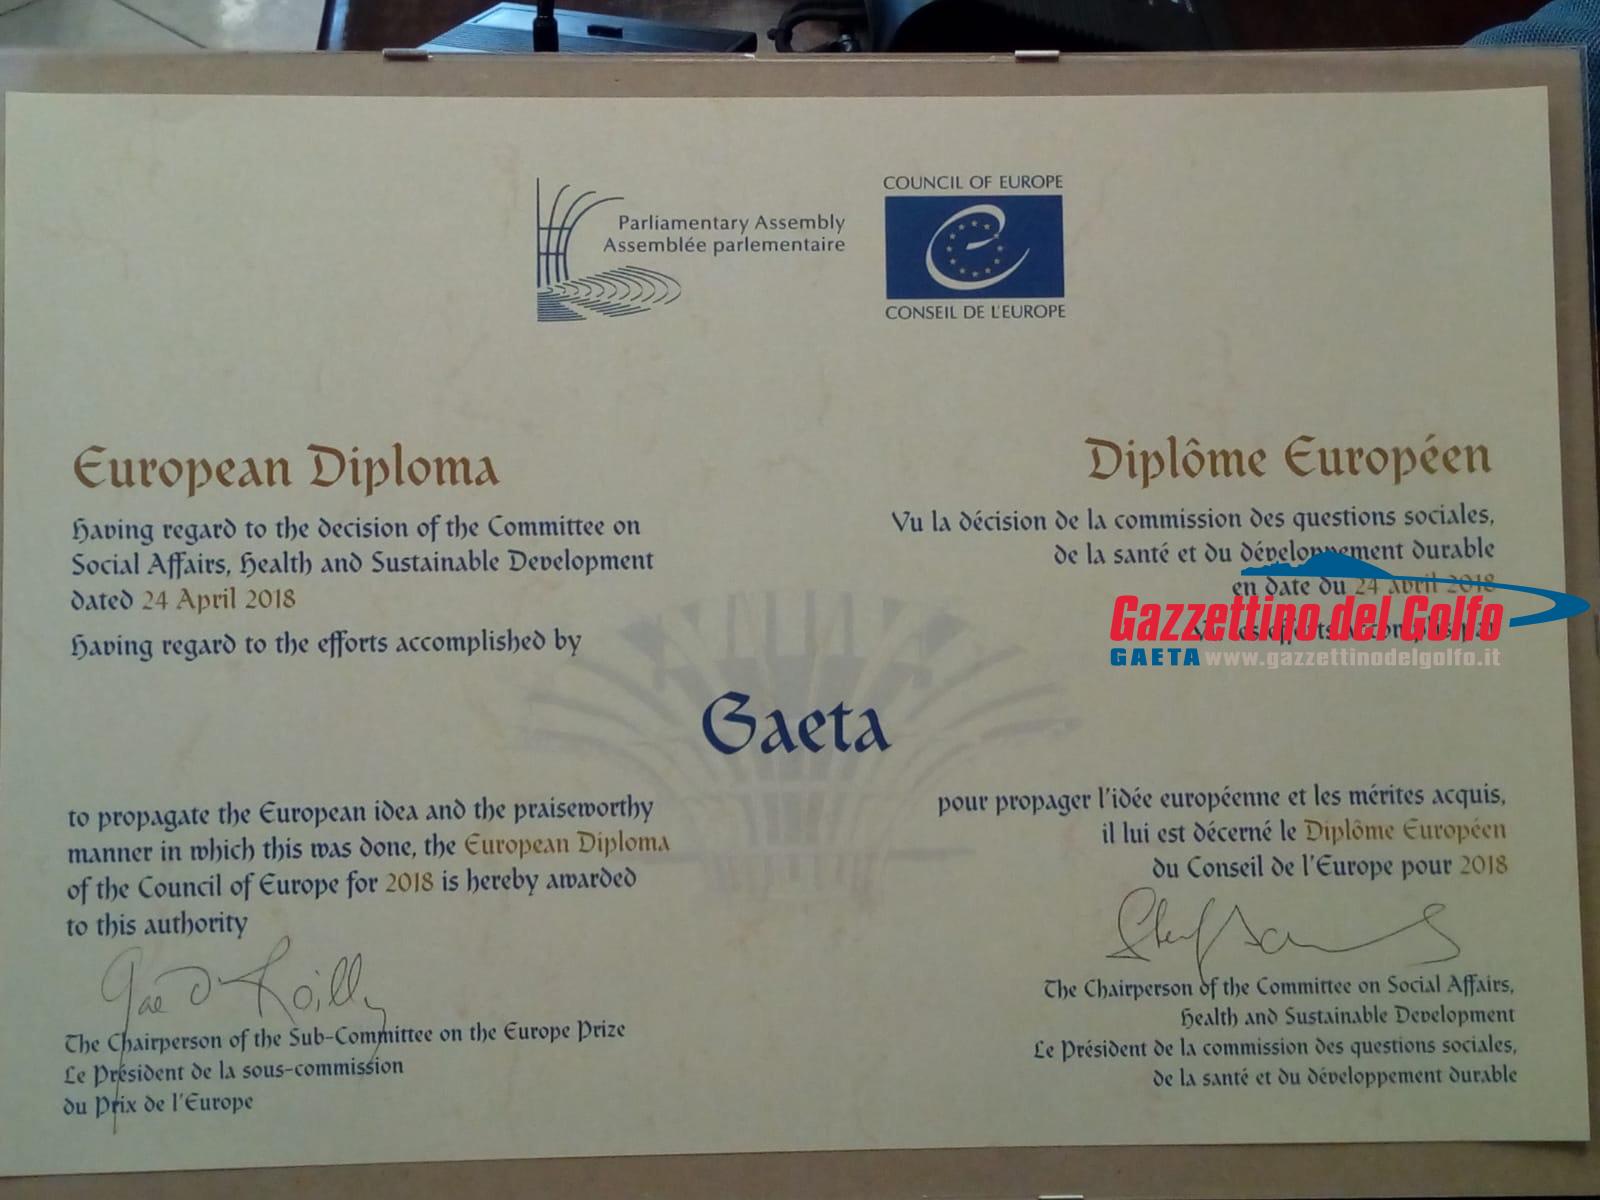 Parliamentary Assembly
Assemblée parlementaire
COUNCIL OF EUROPE
CONSEIL DE L'EUROPE
European Diploma
Having regard to the decision of the Committee on
Social Affairs, Health and Sustainable Development
dated 24 April 2018
Having regard to the efforts accomplished by
Diplôme Européen
Vu la décision de la commission des questions sociales,
de la santé et du développement durable
en date du 24 avril 2018
Gazzettino del Golfo
GAETA www.gazzettinodelgolfo.it
Gaeta
to propagate the European idea and the praiseworthy
manner in which this was done, the European Diploma
of the Council of Europe for 2018 is hereby awarded
to this authority
The Chairperson of the Sub-Committee on the Europe Prize
Le Président de la sous-commission
du Prix de l'Europe
pour propager l'idée européenne et les mérites acquis,
il lui est décerné le Diplôme Européen
du Conseil de l'Europe pour 2018
The Chairperson of the Committee on Social Affairs,
Health and Sustainable Development
Le Président de la commission des questions sociales,
de la santé et du développement durable